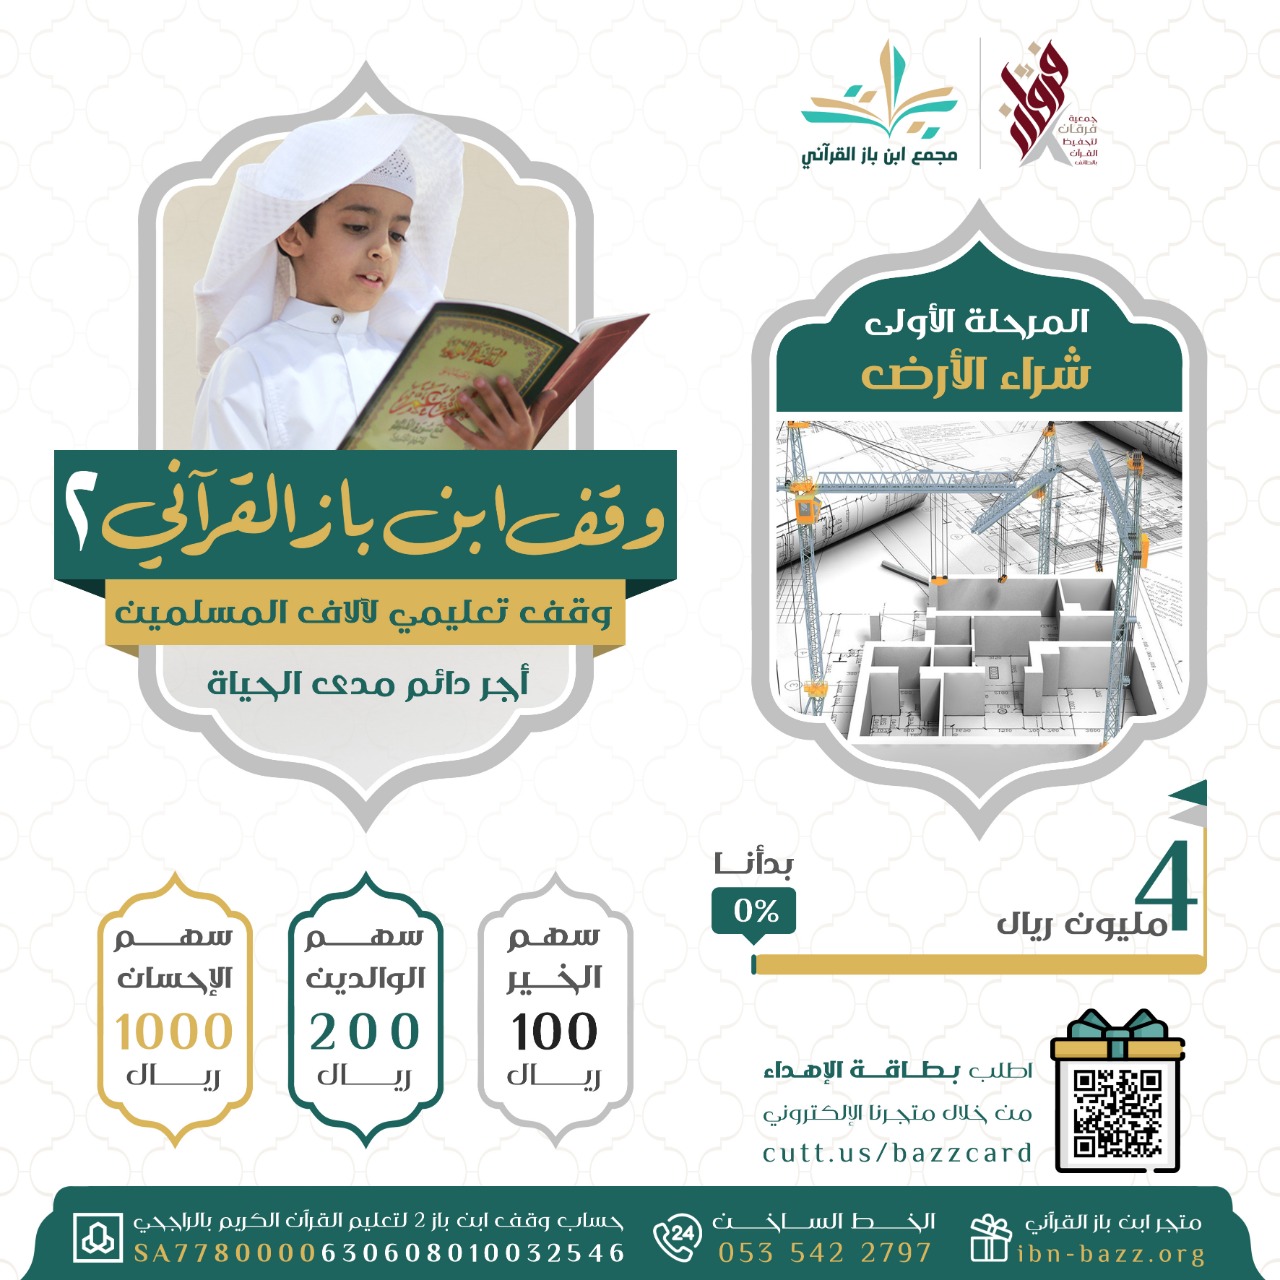 فرقان
جمعية
فرقان
لتحفيظ
القرآن
بالطائف
مجمع ابن باز القرآني
المرحلة الأولى
شراء الأرض
وقف ابن باز القرآني ٢
وقف تعليمي لآلاف المسلمين
أجر دائم مدى الحياة
بدأنا
0%
4
مليون ريال
سهم
الخير
100
ريال
سهم
الوالدين
200
ريال
سهم
الإحسان
1000
ريال
اطلب بطاقة الإهداء
من خلال متجرنا الإلكتروني
cutt.us/bazzcard
متجر ابن باز القرآني
ibn-bazz.org
الخط الساخن
24
053 542 2797
حساب وقف ابن باز 2 لتعليم القرآن الكريم بالراجحي
SA7780000630608010032546